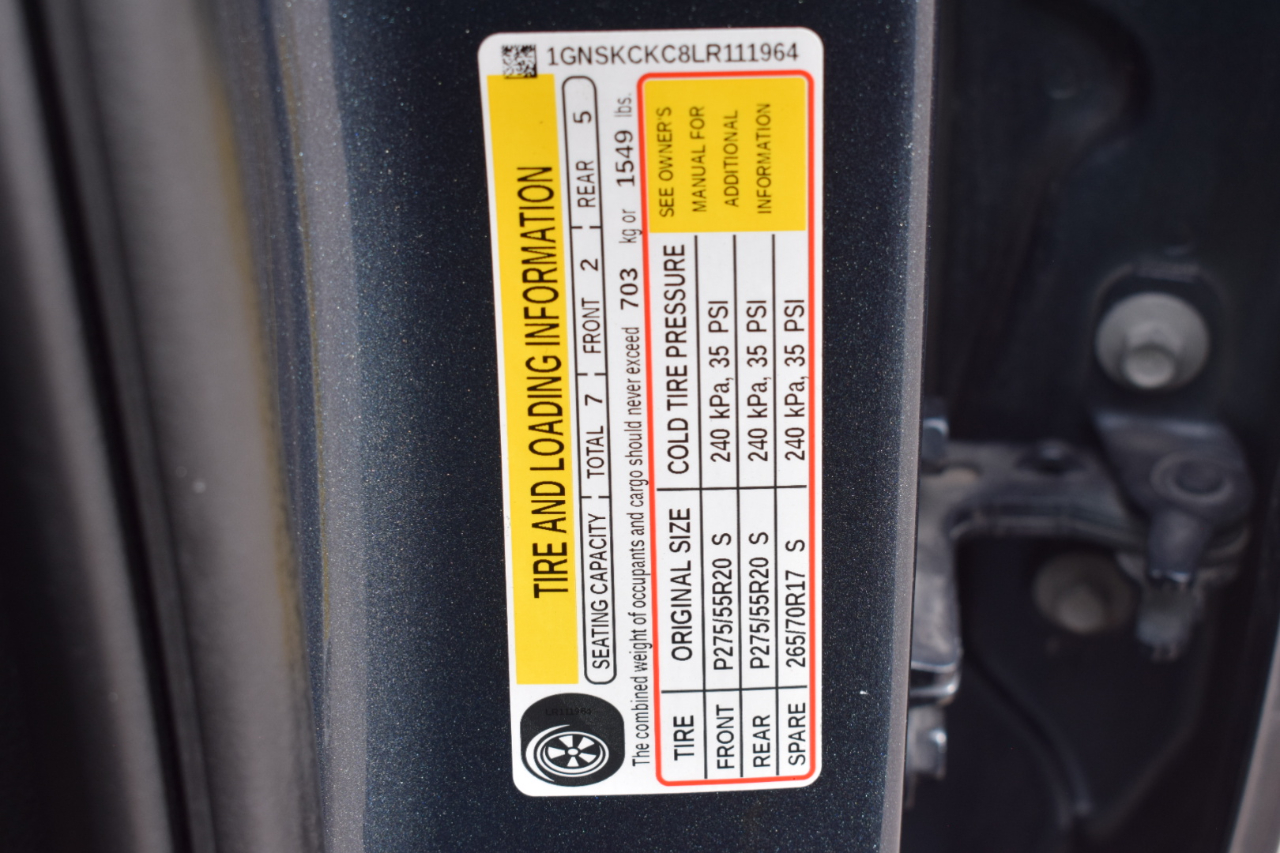 1GNSKCKC8LR111964
TIRE AND LOADING INFORMATION
SEATING CAPACITY TOTAL 7 FRONT 2 REAR 5
The combined weight of occupants and cargo should never exceed 703 kg or 1549 lbs.
TIRE ORIGINAL SIZE COLD TIRE PRESSURE
FRONT P275/55R20 S 240 kPa, 35 PSI
REAR P275/55R20 S 240 kPa, 35 PSI
SPARE 265/70R17 S 240 kPa, 35 PSI
SEE OWNER'S
MANUAL FOR
ADDITIONAL
INFORMATION
LR111964